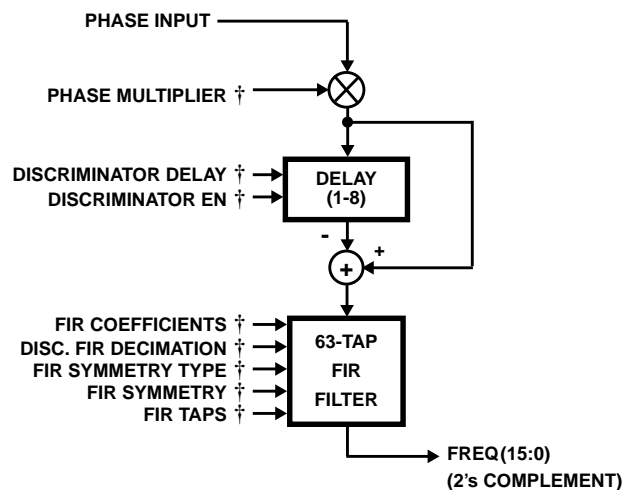 PHASE INPUT
PHASE MULTIPLIER †
DISCRIMINATOR DELAY †
DISCRIMINATOR EN †
DELAY
(1-8)
-
+
+
FIR COEFFICIENTS †
DISC. FIR DECIMATION †
FIR SYMMETRY TYPE †
FIR SYMMETRY †
FIR TAPS †
63-TAP
FIR
FILTER
FREQ(15:0)
(2's COMPLEMENT)